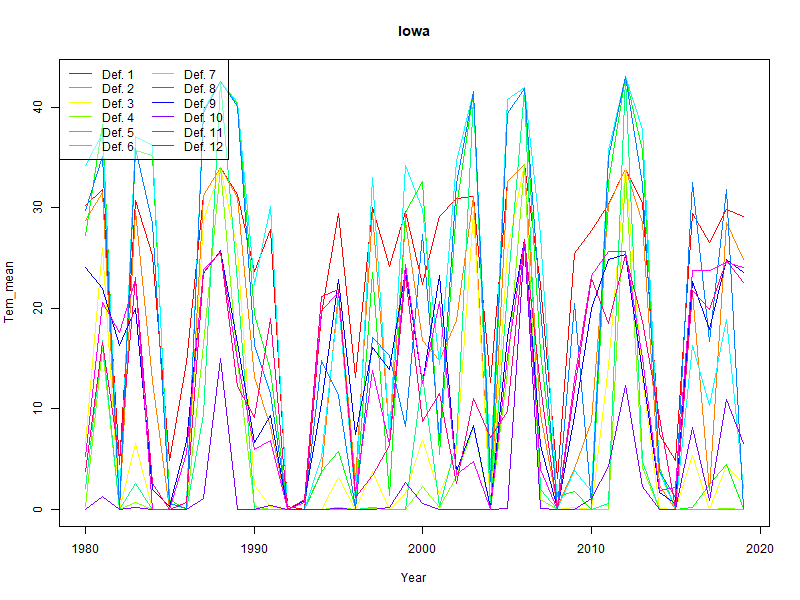 Iowa
Def. 1 Def. 7
Def. 2 Def. 8
Def. 3 Def. 9
Def. 4 Def. 10
Def. 5 Def. 11
Def. 6 Def. 12
40
30
20
10
0
Tern_mean
1980 1990 2000 2010 2020
Year